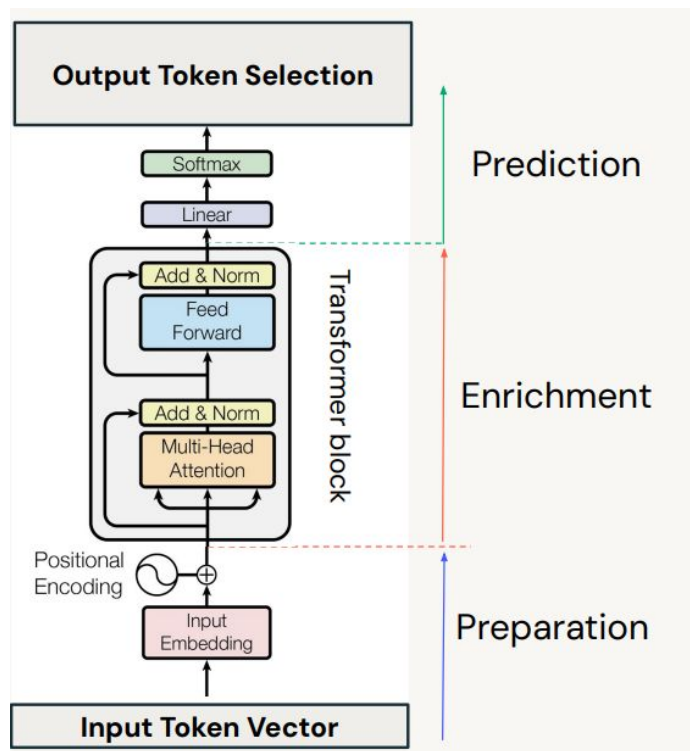 Output Token Selection
Softmax
Prediction
Linear
Add & Norm
Feed
Forward
Transformer block
Enrichment
Add & Norm
Multi-Head
Attention
Positional
Encoding
Input
Embedding
Preparation
Input Token Vector